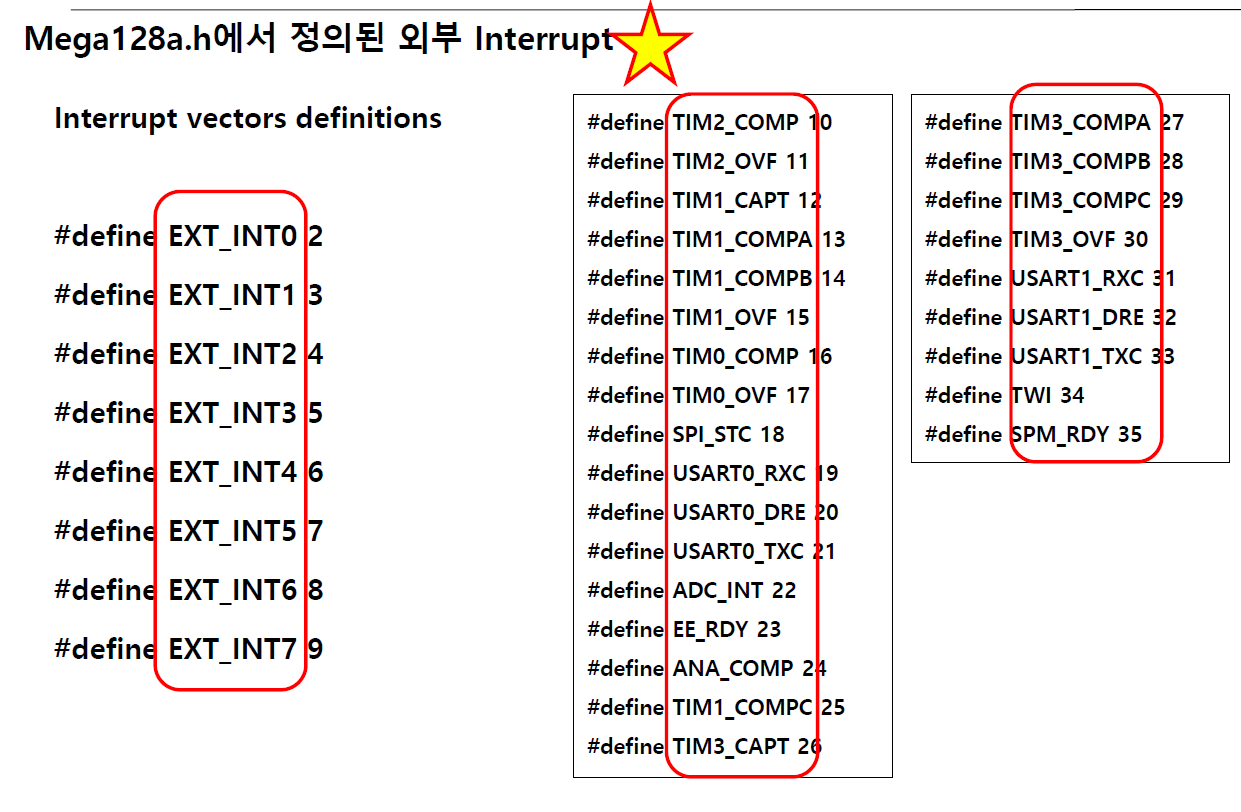 Mega128a.h에서 정의된 외부 Interrupt
Interrupt vectors definitions
#define EXT_INT0 2
#define EXT_INT1 3
#define EXT_INT2 4
#define EXT_INT3 5
#define EXT_INT4 6
#define EXT_INT5 7
#define EXT_INT6 8
#define EXT_INT7 9
#define TIM2_COMP 10
#define TIM2_OVF 11
#define TIM1_CAPT 12
#define TIM1_COMPA 13
#define TIM1_COMPB 14
#define TIM1_OVF 15
#define TIM0_COMP 16
#define TIM0_OVF 17
#define SPI_STC 18
#define USART0_RXC 19
#define USART0_DRE 20
#define USART0_TXC 21
#define ADC_INT 22
#define EE_RDY 23
#define ANA_COMP 24
#define TIM1_COMPC 25
#define TIM3_CAPT 26
#define TIM3_COMPA 27
#define TIM3_COMPB 28
#define TIM3_COMPC 29
#define TIM3_OVF 30
#define USART1_RXC 31
#define USART1_DRE 32
#define USART1_TXC 33
#define TWI 34
#define SPM_RDY 35